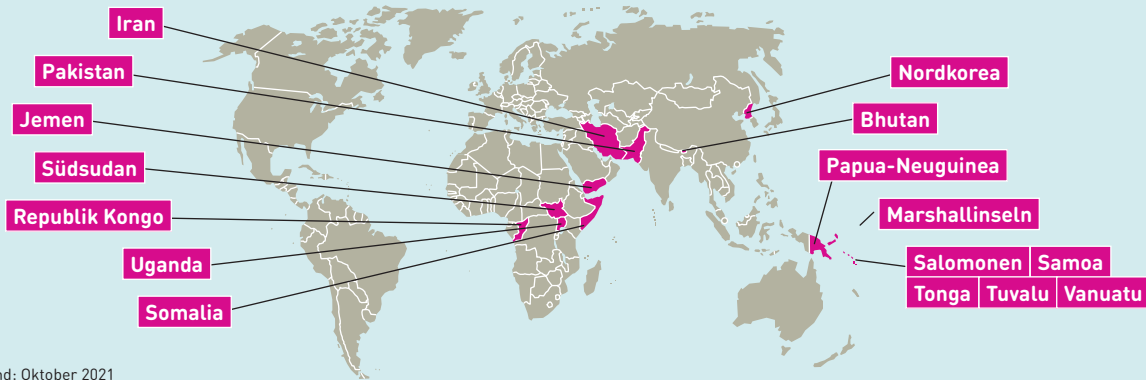 Iran
Pakistan
Jemen
Südsudan
Republik Kongo
Uganda
Somalia
Nordkorea
Bhutan
Papua-Neuguinea
Marshallinseln
Salomonen Samoa
Tonga Tuvalu Vanuatu
Oktober 2021